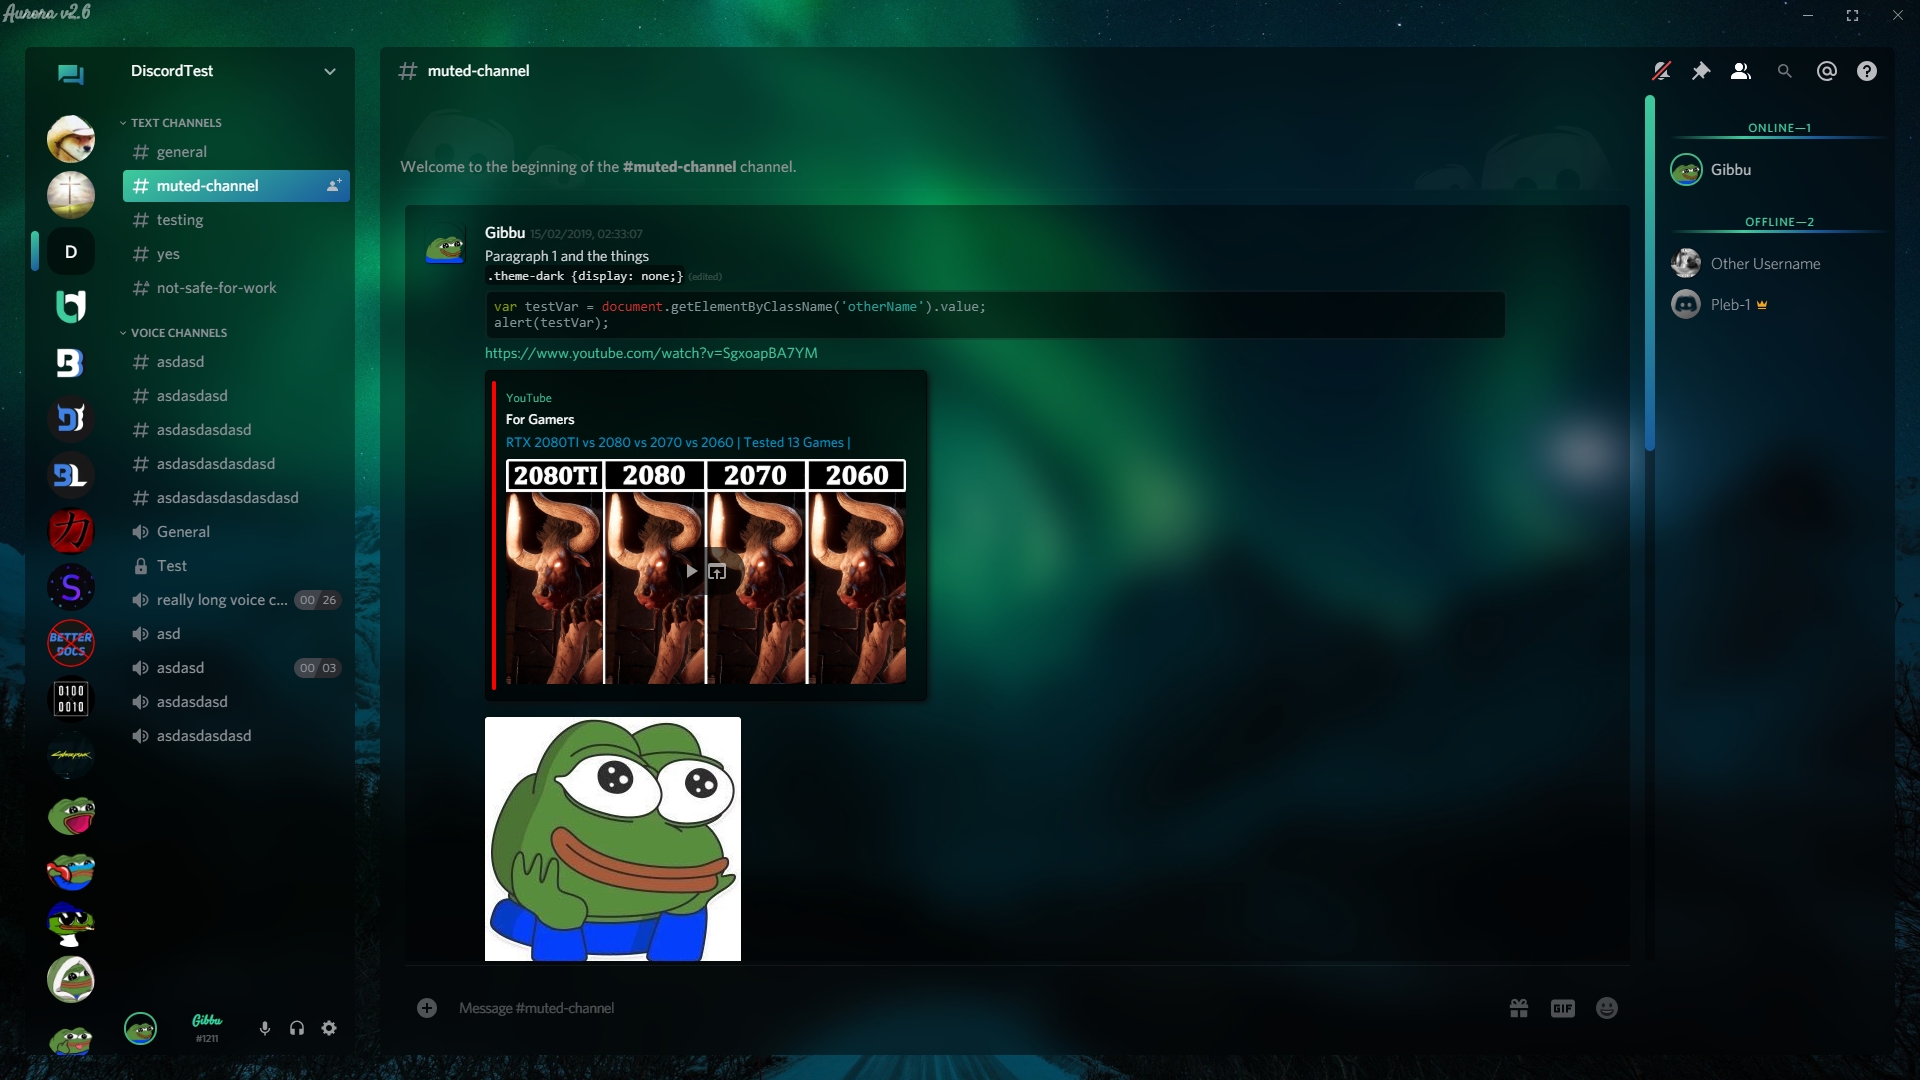 Aurora v2.6
DiscordTest
TEXT CHANNELS
general
muted-channel
testing
yes
not-safe-for-work
VOICE CHANNELS
asdasd
asdasdasd
asdasdasdasd
asdasdasdasdasd
asdasdasdasdasdasd
General
Test
really long voice c... 00 26
asd
asdasd 00 03
asdasdasd
asdasdasdasd
D
力
S
BETTER
DOCS
0100
0010
CYBERPUNK
Gibbu
#1211
# muted-channel
Welcome to the beginning of the #muted-channel channel.
Gibbu 15/02/2019, 02:33:07
Paragraph 1 and the things
.theme-dark {display: none;} (edited)
var testVar = document.getElementByClassName('otherName').value;
alert(testVar);
https://www.youtube.com/watch?v=SgxoapBA7YM
YouTube
For Gamers
RTX 2080TI vs 2080 vs 2070 vs 2060 | Tested 13 Games |
2080TI 2080 2070 2060
Message #muted-channel
GIF
ONLINE—1
Gibbu
OFFLINE—2
Other Username
Pleb-1